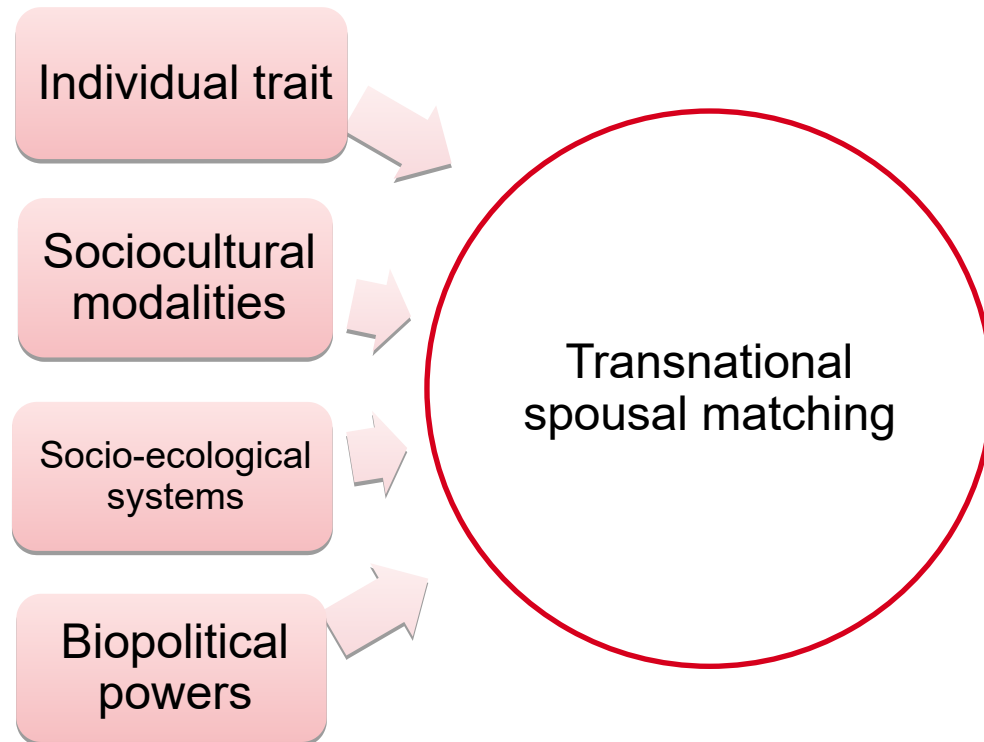 Individual trait
Sociocultural
modalities
Socio-ecological
systems
Biopolitical
powers
Transnational
spousal matching